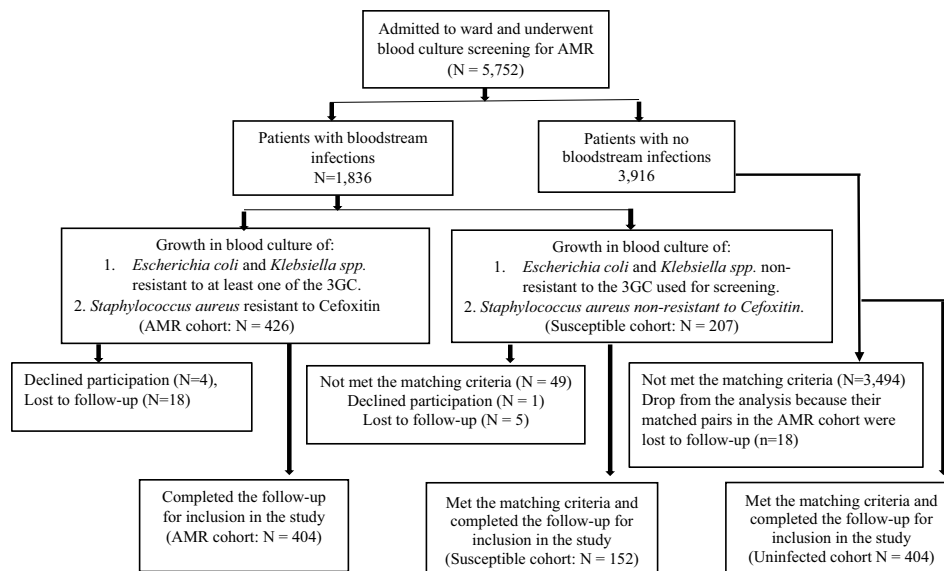 Admitted to ward and underwent
blood culture screening for AMR
(N = 5,752)
Patients with bloodstream
infections
N=1,836
Patients with no
bloodstream infections
3,916
Growth in blood culture of:
1. Escherichia coli and Klebsiella spp.
resistant to at least one of the 3GC.
2. Staphylococcus aureus resistant to Cefoxitin
(AMR cohort: N = 426)
Growth in blood culture of:
1. Escherichia coli and Klebsiella spp. non-
resistant to the 3GC used for screening.
2. Staphylococcus aureus non-resistant to Cefoxitin.
(Susceptible cohort: N = 207)
Declined participation (N=4),
Lost to follow-up (N=18)
Not met the matching criteria (N = 49)
Declined participation (N = 1)
Lost to follow-up (N = 5)
Not met the matching criteria (N=3,494)
Drop from the analysis because their
matched pairs in the AMR cohort were
lost to follow-up (n=18)
Completed the follow-up
for inclusion in the study
(AMR cohort: N = 404)
Met the matching criteria and
completed the follow-up for
inclusion in the study
(Susceptible cohort: N = 152)
Met the matching criteria and
completed the follow-up for
inclusion in the study
(Uninfected cohort N = 404)